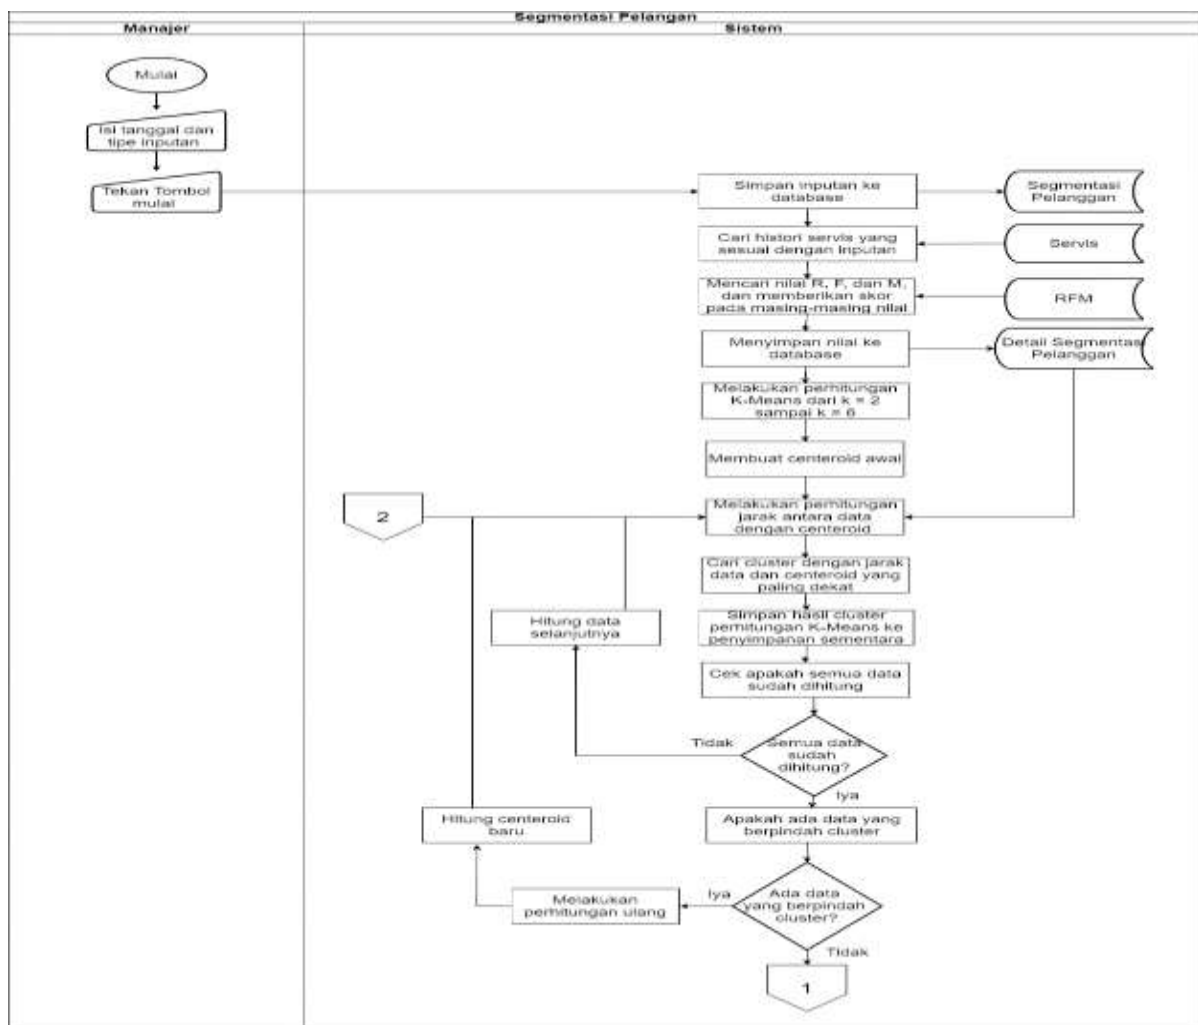 Segmentasi Pelangan
Manajer
Sistem
Mulai
Isi tanggal dan
tipe inputan
Tekan Tombol
mulai
Simpan inputan ke
database
Segmentasi
Pelanggan
Cari histori servis yang
sesuai dengan inputan
Servis
Mencari nilai R, F, dan M,
dan memberikan skor
pada masing-masing nilai
RFM
Menyimpan nilai ke
database
Detail Segmentas
Pelanggan
Melakukan perhitungan
K-Means dari k = 2
sampai k = 6
Membuat centeroid awal
2
Melakukan perhitungan
jarak antara data
dengan centeroid
Cari cluster dengan jarak
data dan centeroid yang
paling dekat
Hitung data
selanjutnya
Simpan hasil cluster
perhitungan K-Means ke
penyimpanan sementara
Cek apakah semua data
sudah dihitung
Tidak
Semua data
sudah
dihitung?
Iya
Hitung centeroid
baru
Apakah ada data yang
berpindah cluster
Melakukan
perhitungan ulang
Iya
Ada data
yang berpindah
cluster?
Tidak
1